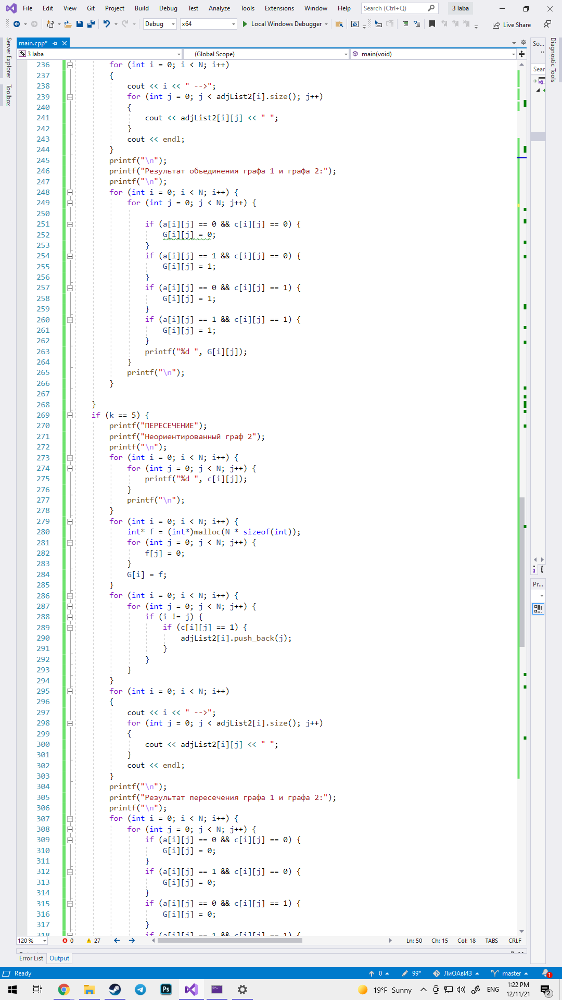 File Edit View Git Project Build Debug Test Analyze Tools Extensions Window Help Search (Ctrl+Q) 3 laba
Debug x64 Local Windows Debugger Live Share
Server Explorer
Toolbox
main.cpp*
3 laba (Global Scope) main(void)
So...
Sear
Diagnostic Tools
236 for (int i = 0; i < N; i++)
237 {
238 cout << i << " -->";
239 for (int j = 0; j < adjList2[i].size(); j++)
240 {
241 cout << adjList2[i][j] << " ";
242 }
243 cout << endl;
244 }
245 printf("\n");
246 printf("Результат объединения графа 1 и графа 2:");
247 printf("\n");
248 for (int i = 0; i < N; i++) {
249 for (int j = 0; j < N; j++) {
250
251 if (a[i][j] == 0 && c[i][j] == 0) {
252 G[i][j] = 0;
253 }
254 if (a[i][j] == 1 && c[i][j] == 0) {
255 G[i][j] = 1;
256 }
257 if (a[i][j] == 0 && c[i][j] == 1) {
258 G[i][j] = 1;
259 }
260 if (a[i][j] == 1 && c[i][j] == 1) {
261 G[i][j] = 1;
262 }
263 printf("%d ", G[i][j]);
264 }
265 printf("\n");
266 }
267
268 }
269 if (k == 5) {
270 printf("ПЕРЕСЕЧЕНИЕ");
271 printf("Неориентированный граф 2");
272 printf("\n");
273 for (int i = 0; i < N; i++) {
274 for (int j = 0; j < N; j++) {
275 printf("%d ", c[i][j]);
276 }
277 printf("\n");
278 }
279 for (int i = 0; i < N; i++) {
280 int* f = (int*)malloc(N * sizeof(int));
281 for (int j = 0; j < N; j++) {
282 f[j] = 0;
283 }
284 G[i] = f;
285 }
286 for (int i = 0; i < N; i++) {
287 for (int j = 0; j < N; j++) {
288 if (i != j) {
289 if (c[i][j] == 1) {
290 adjList2[i].push_back(j);
291 }
292 }
293 }
294 }
295 for (int i = 0; i < N; i++)
296 {
297 cout << i << " -->";
298 for (int j = 0; j < adjList2[i].size(); j++)
299 {
300 cout << adjList2[i][j] << " ";
301 }
302 cout << endl;
303 }
304 printf("\n");
305 printf("Результат пересечения графа 1 и графа 2:");
306 printf("\n");
307 for (int i = 0; i < N; i++) {
308 for (int j = 0; j < N; j++) {
309 if (a[i][j] == 0 && c[i][j] == 0) {
310 G[i][j] = 0;
311 }
312 if (a[i][j] == 1 && c[i][j] == 0) {
313 G[i][j] = 0;
314 }
315 if (a[i][j] == 0 && c[i][j] == 1) {
316 G[i][j] = 0;
317 }
318 if (a[i][j] == 1 && c[i][j] == 1) {
Pr...
120 % 0 27 Ln: 50 Ch: 15 Col: 18 TABS CRLF
Error List Output
Ready 0 99* ЛиОАвИЗ master 1
Ps 19°F Sunny ENG 1:22 PM
12/11/21 2